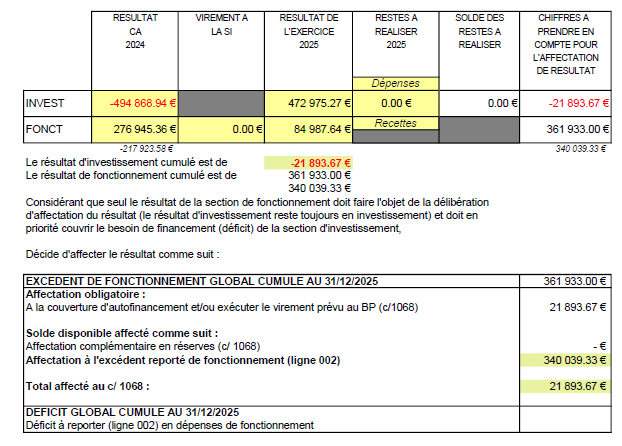 RESULTAT CA 2024
VIREMENT A LA SI
RESULTAT DE L'EXERCICE 2025
RESTES A REALISER 2025
SOLDE DES RESTES A REALISER
CHIFFRES A PRENDRE EN COMPTE POUR L'AFFECTATION DE RESULTAT
Dépenses
INVEST -494 868.94 € 472 975.27 € 0.00 € 0.00 € -21 893.67 €
FONCT 276 945.36 € 0.00 € 84 987.64 € Recettes 361 933.00 €
-217 923.58 € 340 039.33 €
Le résultat d'investissement cumulé est de -21 893.67 €
Le résultat de fonctionnement cumulé est de 361 933.00 €
340 039.33 €
Considérant que seul le résultat de la section de fonctionnement doit faire l'objet de la délibération
d'affectation du résultat (le résultat d'investissement reste toujours en investissement) et doit en
priorité couvrir le besoin de financement (déficit) de la section d'investissement,
Décide d'affecter le résultat comme suit :
EXCEDENT DE FONCTIONNEMENT GLOBAL CUMULE AU 31/12/2025 361 933.00 €
Affectation obligatoire :
A la couverture d'autofinancement et/ou exécuter le virement prévu au BP (c/1068) 21 893.67 €
Solde disponible affecté comme suit :
Affectation complémentaire en réserves (c/ 1068) - €
Affectation à l'excédent reporté de fonctionnement (ligne 002) 340 039.33 €
Total affecté au c/ 1068 : 21 893.67 €
DEFICIT GLOBAL CUMULE AU 31/12/2025
Déficit à reporter (ligne 002) en dépenses de fonctionnement